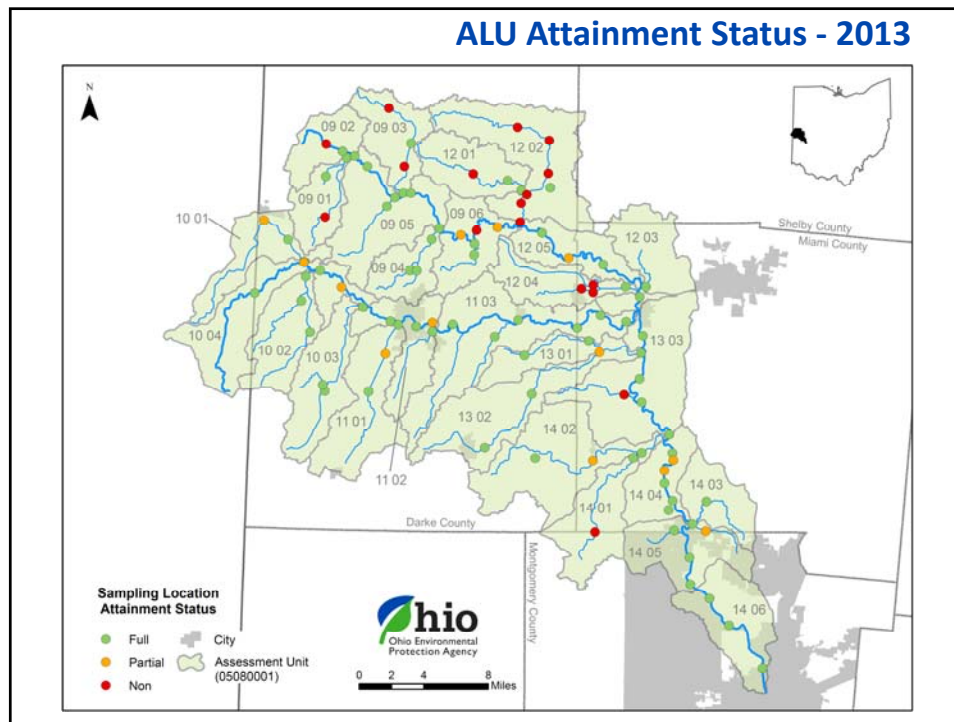 ALU Attainment Status - 2013
N
09 02
09 03
12 01
12 02
09 01
10 01
09 05
09 06
Shelby County
Miami County
12 03
12 05
09 04
12 04
11 03
10 04
10 02
10 03
13 01
13 03
11 01
13 02
14 02
11 02
14 03
14 04
14 01
Darke County
Montgomery County
14 05
14 06
Sampling Location
Attainment Status
Full
Partial
Non
City
Assessment Unit
(05080001)
Ohio
Ohio Environmental
Protection Agency
0 2 4 6 8
Miles